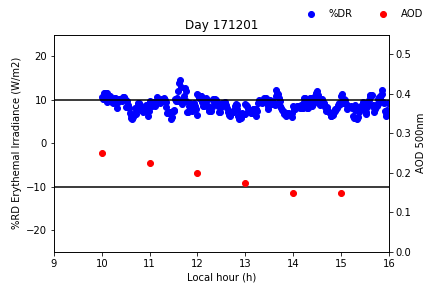 %DR AOD
Day 171201
%RD Erythermal Irradiance (W/m2)
20
10
0
−10
−20
0.5
0.4
0.3
0.2
0.1
0.0
AOD 500nm
9 10 11 12 13 14 15 16
Local hour (h)